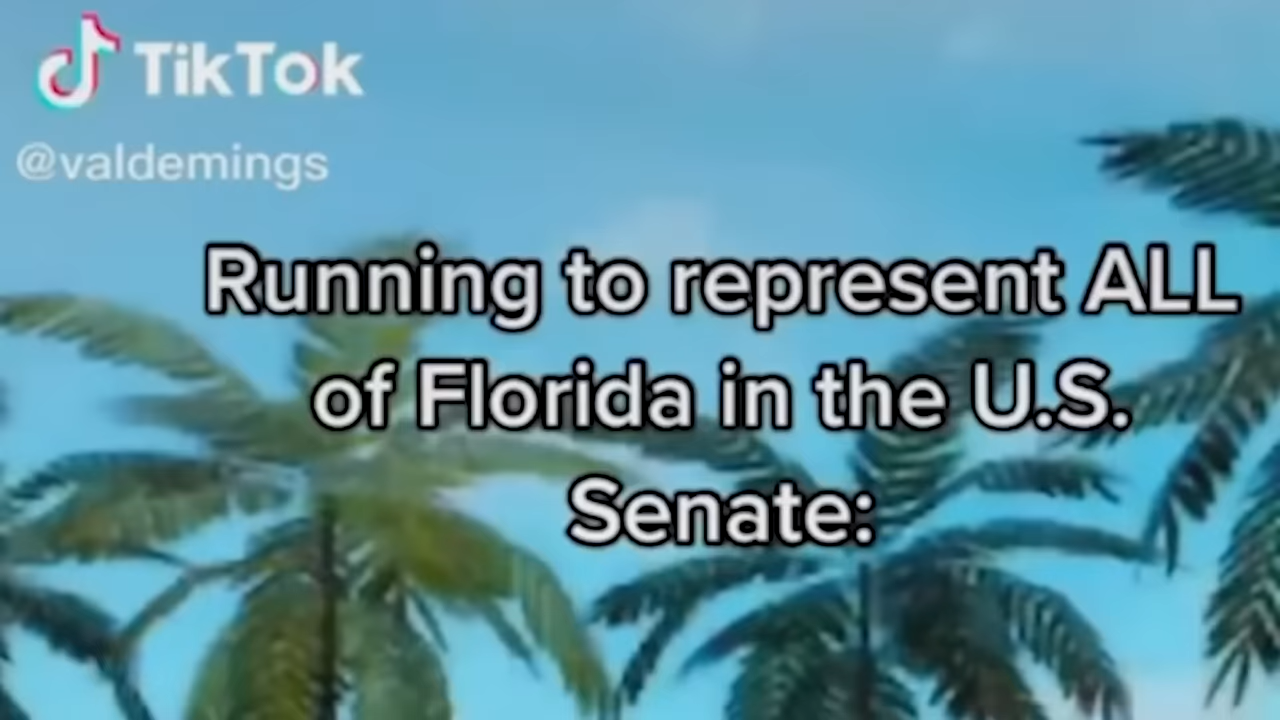 TikTok
@valdemings
Running to represent ALL
of Florida in the U.S.
Senate: